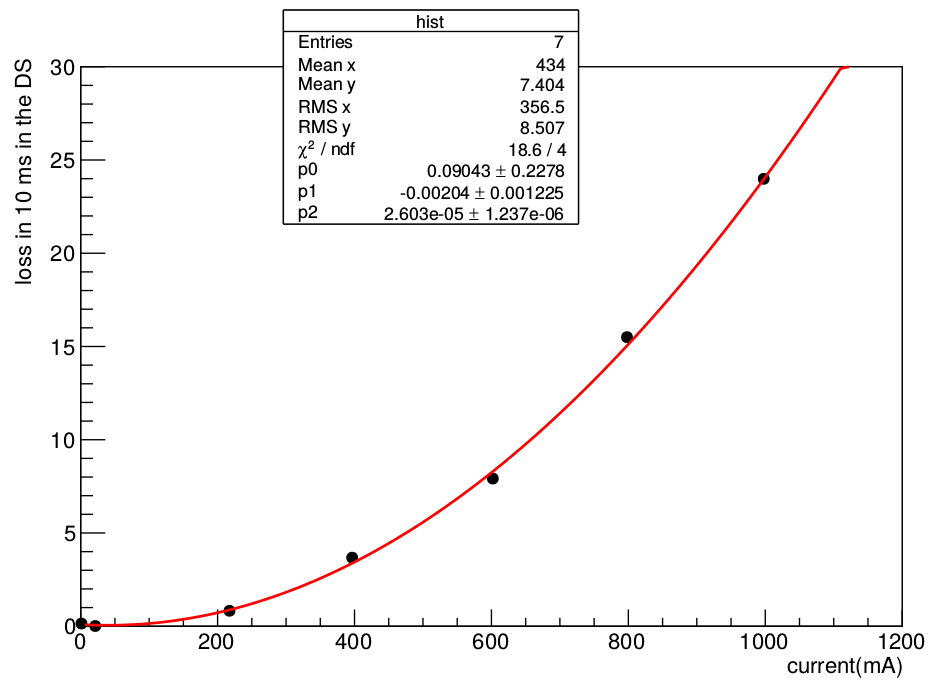 hist
Entries 7
Mean x 434
Mean y 7.404
RMS x 356.5
RMS y 8.507
χ² / ndf 18.6 / 4
p0 0.09043 ± 0.2278
p1 -0.00204 ± 0.001225
p2 2.603e-05 ± 1.237e-06
loss in 10 ms in the DS
30
25
20
15
10
5
0
0 200 400 600 800 1000 1200
current(mA)